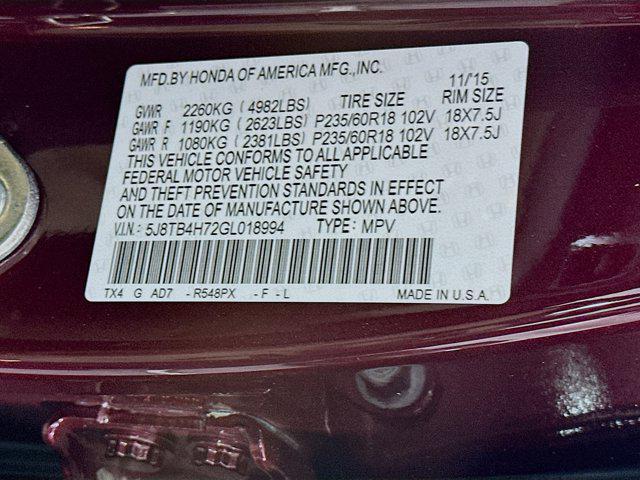 MFD.BY HONDA OF AMERICA MFG.,INC.
11/'15
GVWR 2260KG ( 4982LBS) TIRE SIZE RIM SIZE
GAWR F 1190KG ( 2623LBS) P235/60R18 102V 18X7.5J
GAWR R 1080KG ( 2381LBS) P235/60R18 102V 18X7.5J
THIS VEHICLE CONFORMS TO ALL APPLICABLE
FEDERAL MOTOR VEHICLE SAFETY
AND THEFT PREVENTION STANDARDS IN EFFECT
ON THE DATE OF MANUFACTURE SHOWN ABOVE.
V.I.N.: 5J8TB4H72GL018994 TYPE: MPV
TX4 G AD7 -R548PX -F -L MADE IN U.S.A.